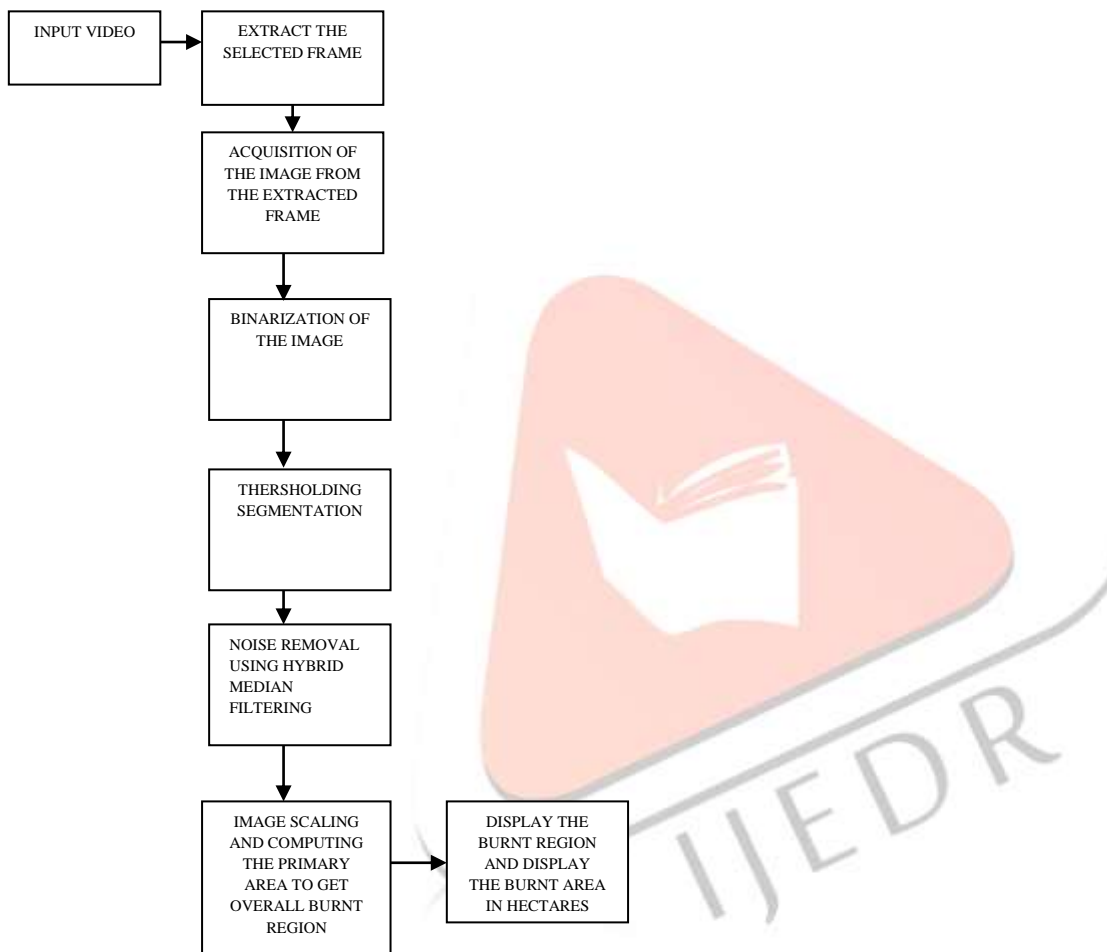 INPUT VIDEO
EXTRACT THE
SELECTED FRAME
ACQUISITION OF
THE IMAGE FROM
THE EXTRACTED
FRAME
BINARIZATION OF
THE IMAGE
THERSHOLDING
SEGMENTATION
NOISE REMOVAL
USING HYBRID
MEDIAN
FILTERING
IMAGE SCALING
AND COMPUTING
THE PRIMARY
AREA TO GET
OVERALL BURNT
REGION
DISPLAY THE
BURNT REGION
AND DISPLAY
THE BURNT AREA
IN HECTARES
IJEDR